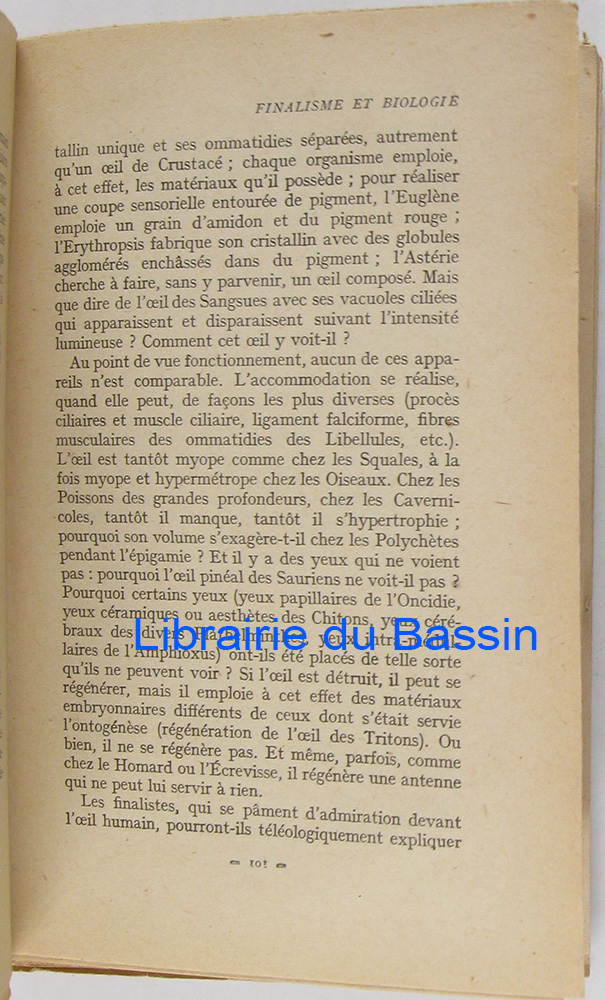 FINALISME ET BIOLOGIE
tallin unique et ses ommatidies séparées, autrement
qu'un œil de Crustacé ; chaque organisme emploie,
à cet effet, les matériaux qu'il possède ; pour réaliser
une coupe sensorielle entourée de pigment, l'Euglène
emploie un grain d'amidon et du pigment rouge ;
l'Erythropsis fabrique son cristallin avec des globules
agglomérés enchâssés dans du pigment ; l'Astérie
cherche à faire, sans y parvenir, un œil composé. Mais
que dire de l'œil des Sangsues avec ses vacuoles ciliées
qui apparaissent et disparaissent suivant l'intensité
lumineuse ? Comment cet œil y voit-il ?
Au point de vue fonctionnement, aucun de ces appa-
reils n'est comparable. L'accommodation se réalise,
quand elle peut, de façons les plus diverses (procès
ciliaires et muscle ciliaire, ligament falciforme, fibres
musculaires des ommatidies des Libellules, etc.).
L'œil est tantôt myope comme chez les Squales, à la
fois myope et hypermétrope chez les Oiseaux. Chez les
Poissons des grandes profondeurs, chez les Caverni-
coles, tantôt il manque, tantôt il s'hypertrophie ;
pourquoi son volume s'exagère-t-il chez les Polychètes
pendant l'épigamie ? Et il y a des yeux qui ne voient
pas : pourquoi l'œil pinéal des Sauriens ne voit-il pas ?
Pourquoi certains yeux (yeux papillaires de l'Oncidie,
yeux céramiques ou aesthètes des Chitons, yeux céré-
braux des divers Plathelminthes, yeux intra-médul-
laires de l'Amphioxus) ont-ils été placés de telle sorte
qu'ils ne peuvent voir ? Si l'œil est détruit, il peut se
régénérer, mais il emploie à cet effet des matériaux
embryonnaires différents de ceux dont s'était servie
l'ontogénèse (régénération de l'œil des Tritons). Ou
bien, il ne se régénère pas. Et même, parfois, comme
chez le Homard ou l'Écrevisse, il régénère une antenne
qui ne peut lui servir à rien.
Les finalistes, qui se pâment d'admiration devant
l'œil humain, pourront-ils téléologiquement expliquer
101
Librairie du Bassin